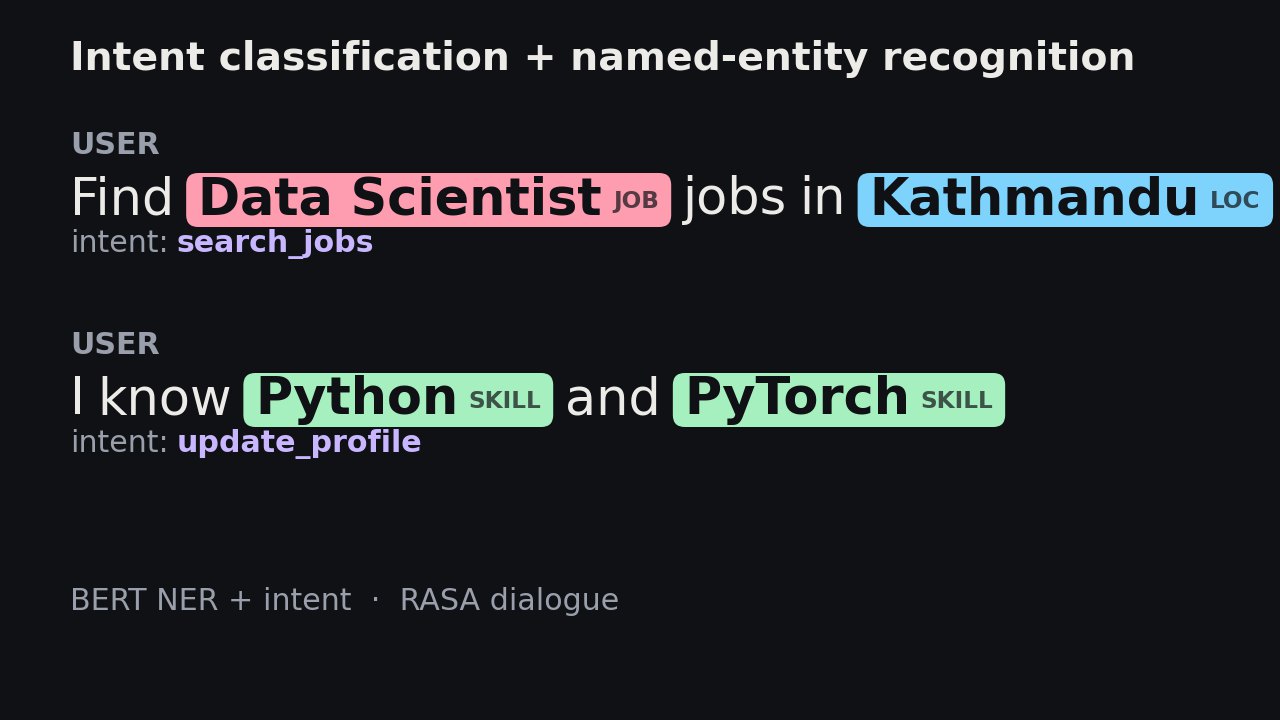 Intent classification + named-entity recognition
USER
Find Data Scientist JOB jobs in Kathmandu LOC
intent: search_jobs
USER
I know Python SKILL and PyTorch SKILL
intent: update_profile
BERT NER + intent · RASA dialogue